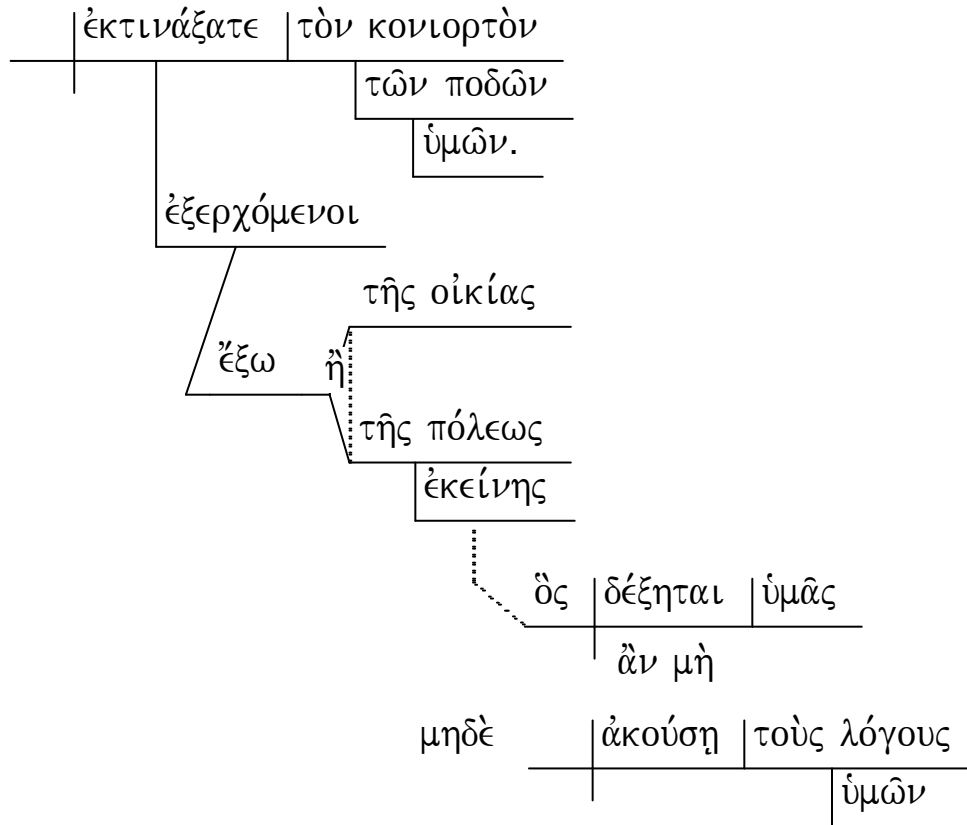 ἐκτινάξατε τὸν κονιορτὸν
τῶν ποδῶν
ὑμῶν.
ἐξερχόμενοι
τῆς οἰκίας
ἔξω ἢ
τῆς πόλεως
ἐκείνης
ὃς δέξηται ὑμᾶς
ἂν μὴ
μηδὲ ἀκούσῃ τοὺς λόγους
ὑμῶν